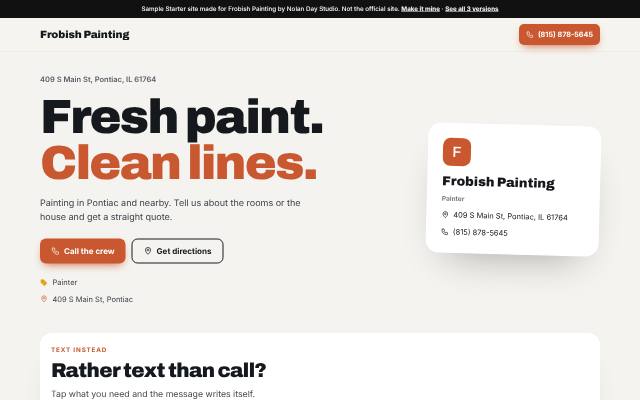 Sample Starter site made for Frobish Painting by Nolan Day Studio. Not the official site. Make it mine · See all 3 versions
Frobish Painting
(815) 878-5645
409 S Main St, Pontiac, IL 61764
Fresh paint.
Clean lines.
Painting in Pontiac and nearby. Tell us about the rooms or the
house and get a straight quote.
Call the crew
Get directions
Painter
409 S Main St, Pontiac
F
Frobish Painting
Painter
409 S Main St, Pontiac, IL 61764
(815) 878-5645
TEXT INSTEAD
Rather text than call?
Tap what you need and the message writes itself.